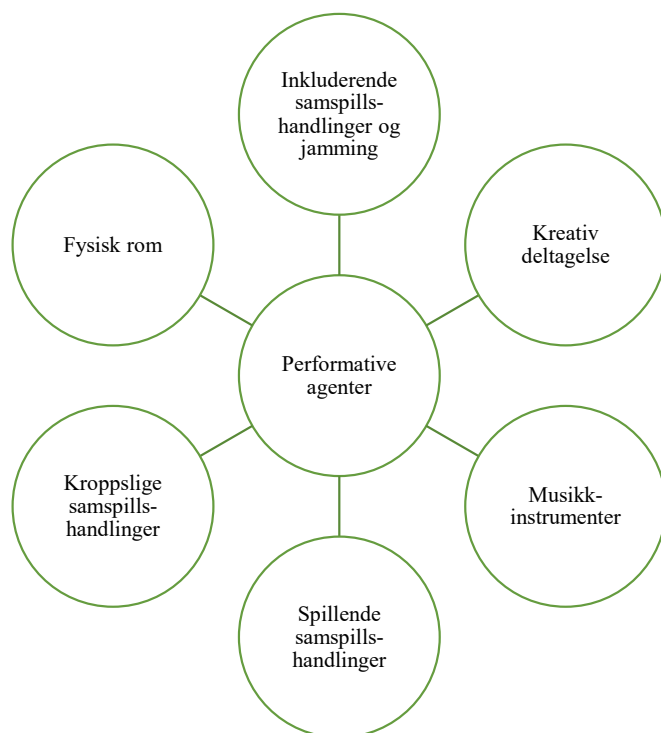 Inkluderende
samspills-
handlinger og
jamming
Kreativ
deltagelse
Musikk-
instrumenter
Spillende
samspills-
handlinger
Kroppslige
samspills-
handlinger
Fysisk rom
Performative
agenter